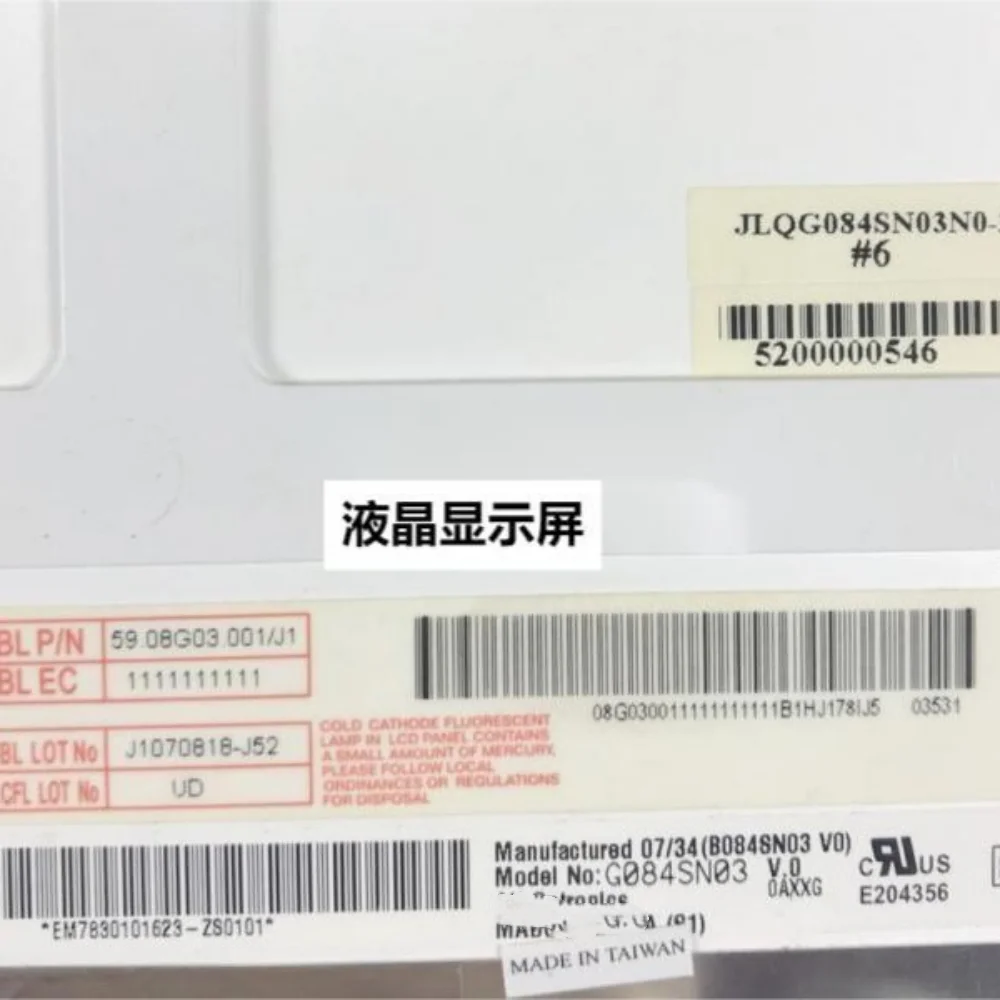 JLQG084SN03N0-
#6
5200000546
液晶显示屏
BL P/N 59.08G03.001/J1
BL EC 1111111111
BL LOT No J1070818-J52
CFL LOT No UD
COLD CATHODE FLUORESCENT
LAMP IN LCD PANEL CONTAINS
A SMALL AMOUNT OF MERCURY,
PLEASE FOLLOW LOCAL
ORDINANCES OR REGULATIONS
FOR DISPOSAL
08G030011111111111B1HJ178IJ5 03531
*EM7830101623-ZS0101*
Manufactured 07/34(B084SN03 V0)
Model No:G084SN03 V.0
0AXXG
MADE IN TAIWAN
c RU US
E204356